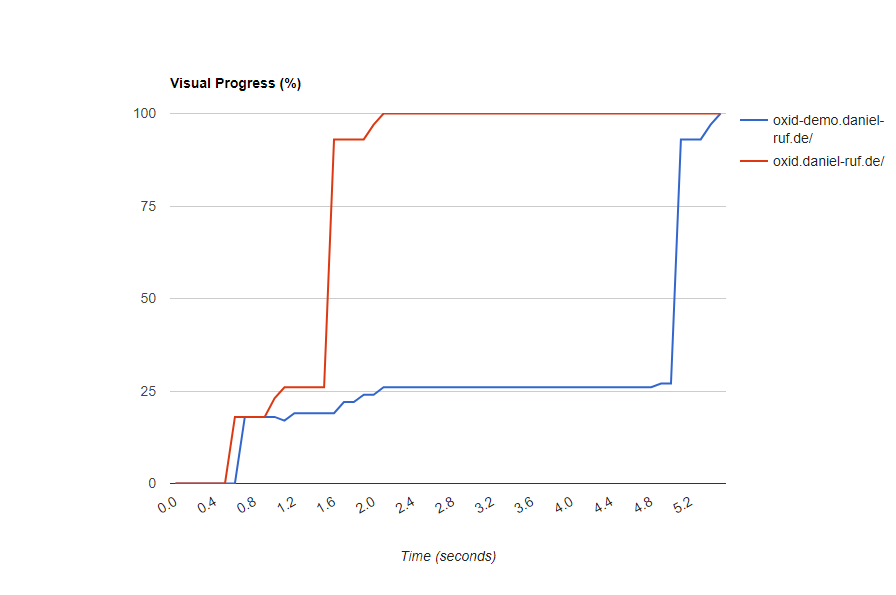 Visual Progress (%)
100
75
50
25
0
0.0 0.4 0.8 1.2 1.6 2.0 2.4 2.8 3.2 3.6 4.0 4.4 4.8 5.2
Time (seconds)
oxid-demo.daniel-
ruf.de/
oxid.daniel-ruf.de/